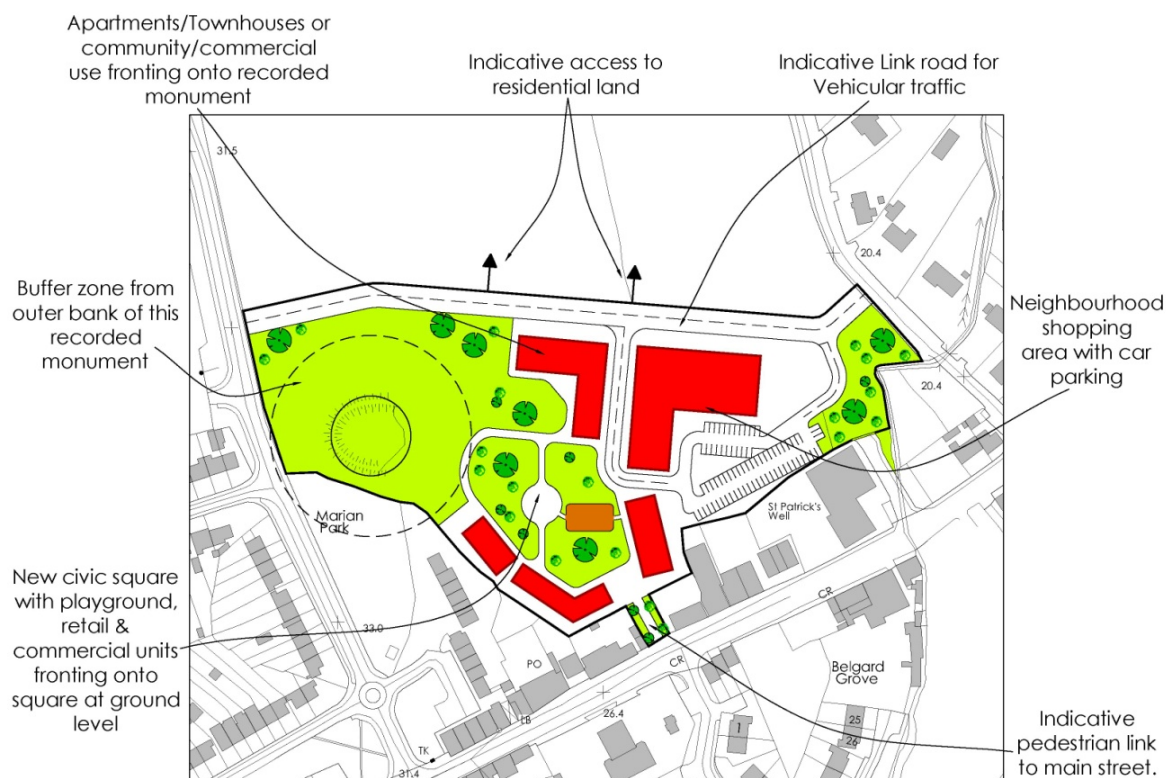 Apartments/Townhouses or
community/commercial
use fronting onto recorded
monument
Indicative access to
residential land
Indicative Link road for
Vehicular traffic
31.5
20.4
Buffer zone from
outer bank of this
recorded
monument
Neighbourhood
shopping
area with car
parking
20.4
Marian
Park
St Patrick's
Well
New civic square
with playground,
retail &
commercial units
fronting onto
square at ground
level
33.0
CR
PO
CR
Belgard
Grove
LB
26.4
25
26
1
TK
31.4
Indicative
pedestrian link
to main street.